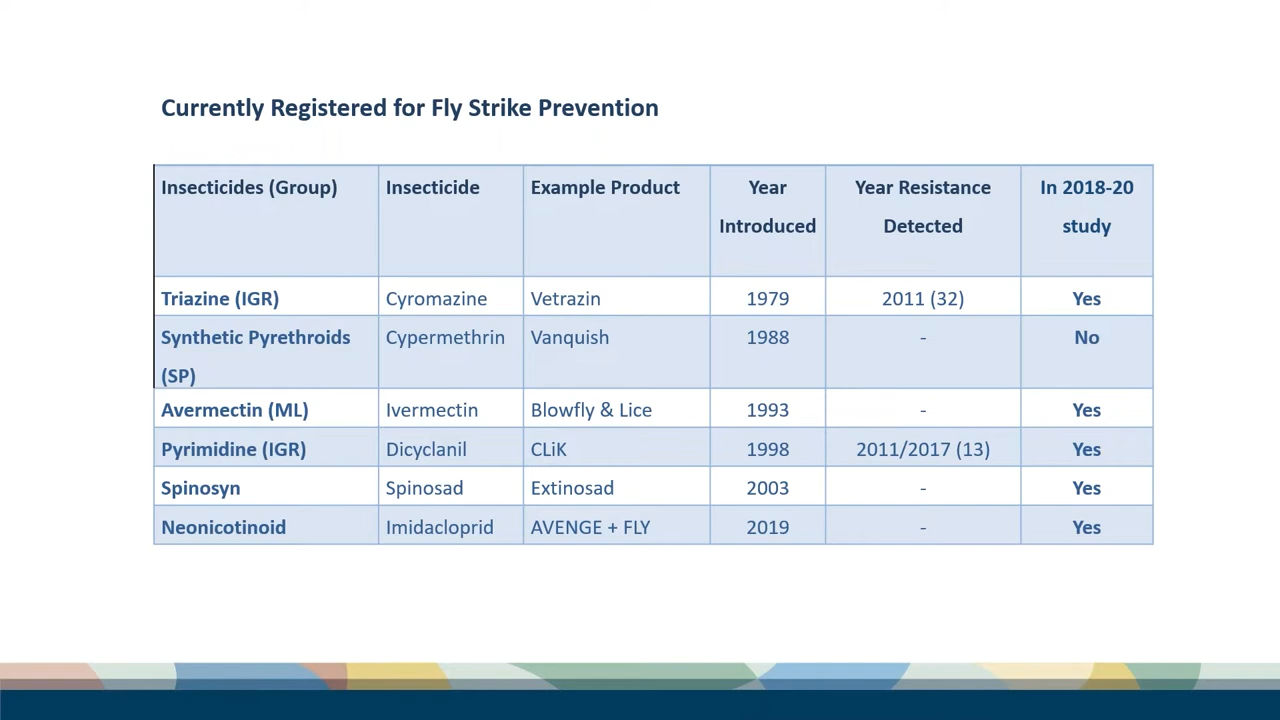 Currently Registered for Fly Strike Prevention
Insecticides (Group) Insecticide Example Product Year Introduced Year Resistance Detected In 2018-20 study
Triazine (IGR) Cyromazine Vetrazin 1979 2011 (32) Yes
Synthetic Pyrethroids (SP) Cypermethrin Vanquish 1988 - No
Avermectin (ML) Ivermectin Blowfly & Lice 1993 - Yes
Pyrimidine (IGR) Dicyclanil CLiK 1998 2011/2017 (13) Yes
Spinosyn Spinosad Extinosad 2003 - Yes
Neonicotinoid Imidacloprid AVENGE + FLY 2019 - Yes